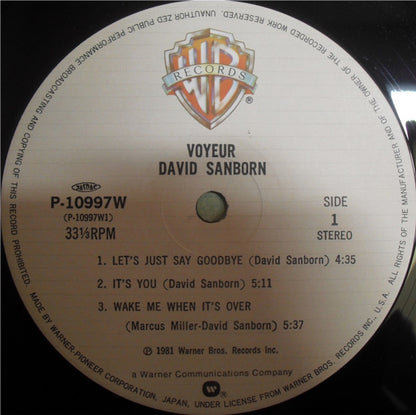 UNAUTHORIZED PUBLIC PERFORMANCE BROADCASTING AND COPYING OF THIS RECORD PROHIBITED.
ALL RIGHTS OF THE MANUFACTURER AND OF THE OWNER OF THE RECORDED WORK RESERVED.
WB
RECORDS
®
VOYEUR
DAVID SANBORN
P-10997W
(P-10997W1)
33⅓RPM
SIDE
1
STEREO
1. LET'S JUST SAY GOODBYE (David Sanborn) 4:35
2. IT'S YOU (David Sanborn) 5:11
3. WAKE ME WHEN IT'S OVER
(Marcus Miller-David Sanborn) 5:37
℗ 1981 Warner Bros. Records Inc.
a Warner Communications Company
MADE BY WARNER-PIONEER CORPORATION, JAPAN, UNDER LICENSE FROM WARNER BROS. RECORDS INC., U.S.A.